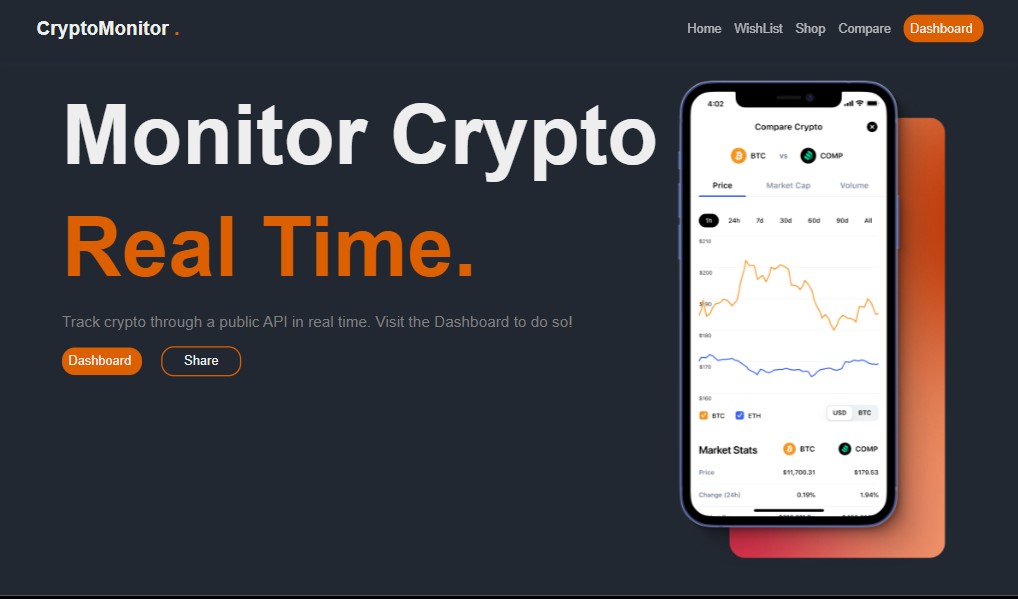 CryptoMonitor .
Home WishList Shop Compare Dashboard
Monitor Crypto
Real Time.
Track crypto through a public API in real time. Visit the Dashboard to do so!
Dashboard Share
4:02
Compare Crypto
BTC vs COMP
Price Market Cap Volume
1h 24h 7d 30d 60d 90d All
$210
$200
$190
$180
$170
$160
BTC ETH USD BTC
Market Stats BTC COMP
Price $11,700.31 $179.53
Change (24h) 0.19% 1.94%